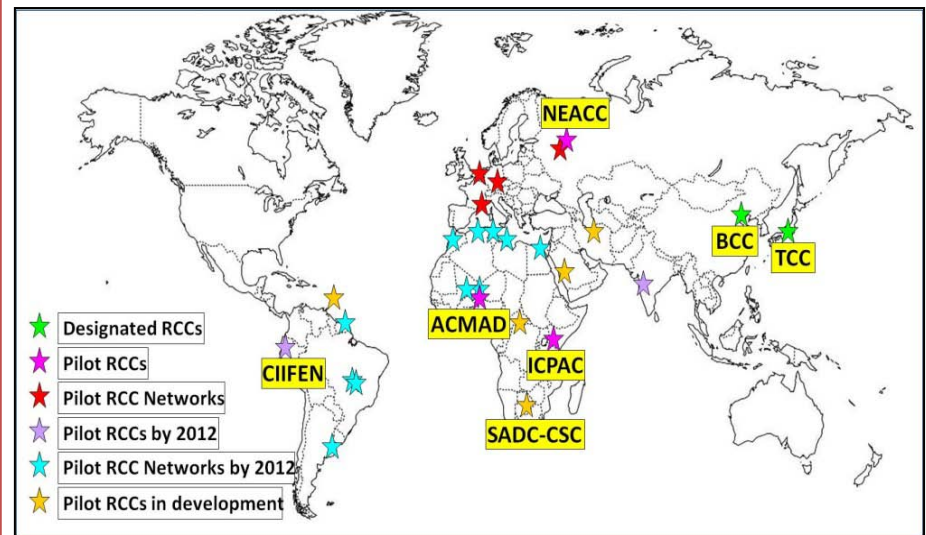 NEACC
BCC
TCC
ACMAD
ICPAC
CIIFEN
SADC-CSC
Designated RCCs
Pilot RCCs
Pilot RCC Networks
Pilot RCCs by 2012
Pilot RCC Networks by 2012
Pilot RCCs in development